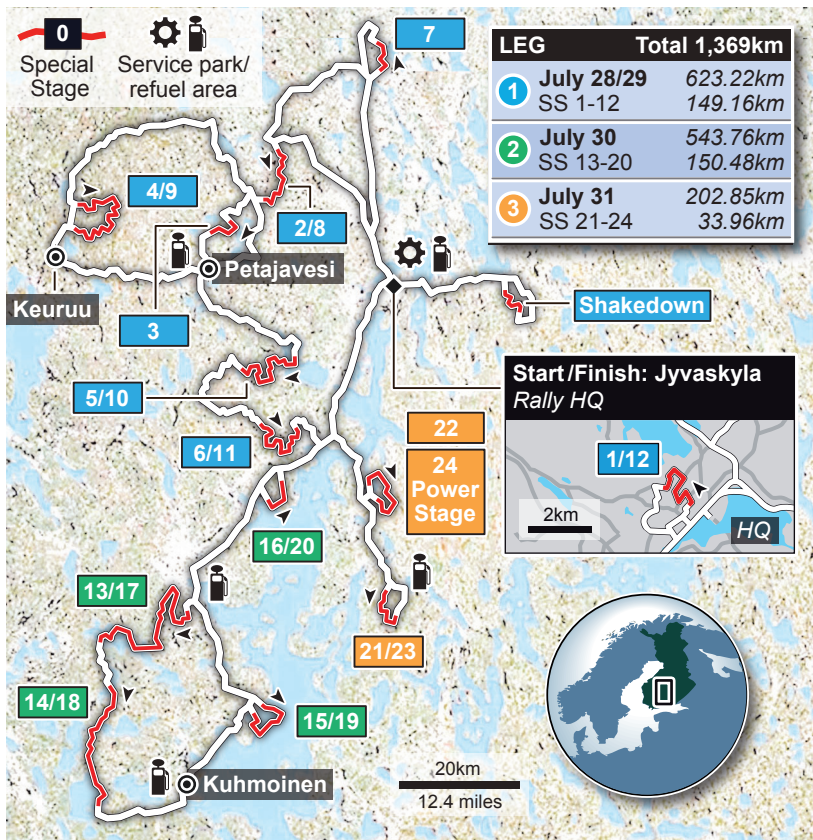 0
Special
Stage
Service park/
refuel area
7
LEG Total 1,369km
1 July 28/29 623.22km
SS 1-12 149.16km
2 July 30 543.76km
SS 13-20 150.48km
3 July 31 202.85km
SS 21-24 33.96km
4/9
2/8
Petajavesi
Keuruu
3
Shakedown
5/10
6/11
Start/Finish: Jyvaskyla
Rally HQ
1/12
2km
HQ
22
24
Power
Stage
16/20
13/17
21/23
14/18
15/19
Kuhmoinen
20km
12.4 miles